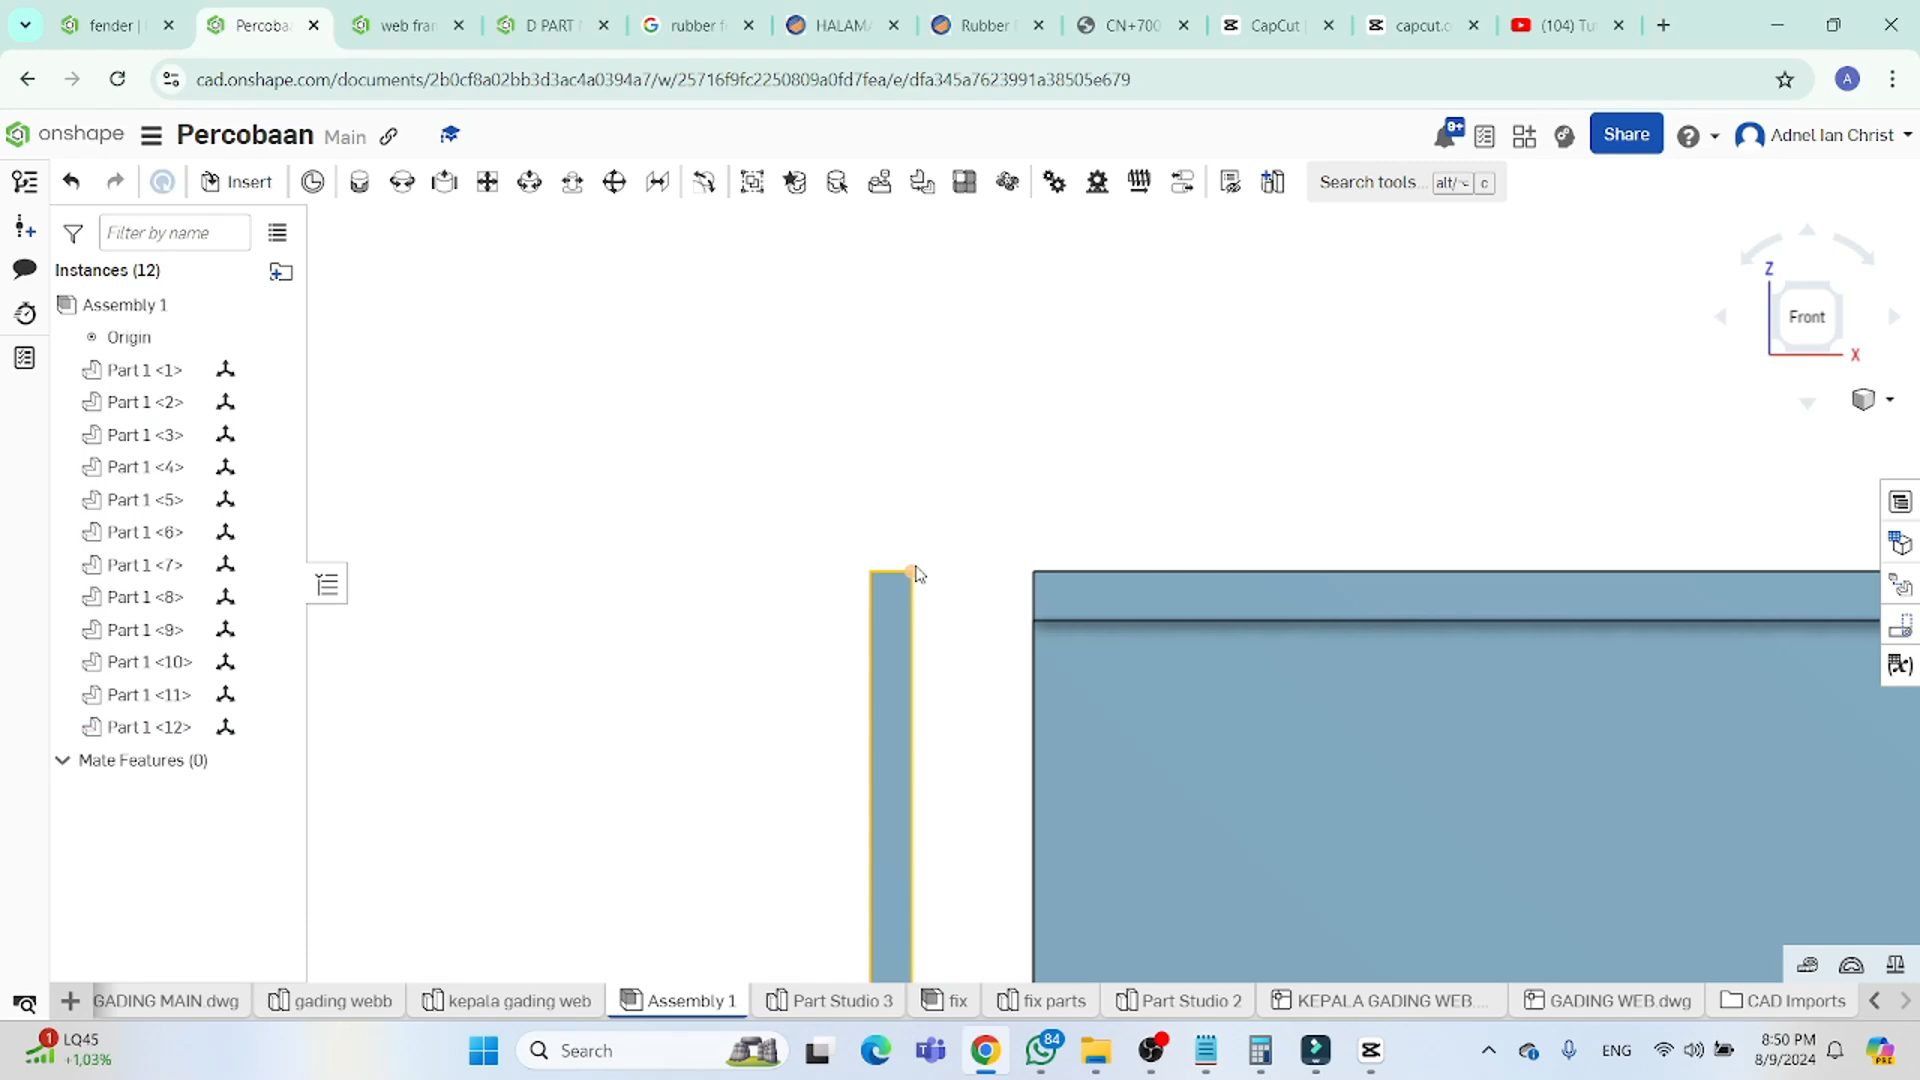 fender |
Percoba
web fran
D PART
rubber f
HALAMA
Rubber
CN+700
CapCut |
capcut.c
(104) Tu
cad.onshape.com/documents/2b0cf8a02bb3d3ac4a0394a7/w/25716f9fc2250809a0fd7fea/e/dfa345a7623991a38505e679
A
onshape
Percobaan Main
9+
Share
Adnel Ian Christ
Insert
Search tools... alt/⌥ c
Filter by name
Instances (12)
Assembly 1
Origin
Part 1 <1>
Part 1 <2>
Part 1 <3>
Part 1 <4>
Part 1 <5>
Part 1 <6>
Part 1 <7>
Part 1 <8>
Part 1 <9>
Part 1 <10>
Part 1 <11>
Part 1 <12>
Mate Features (0)
Z
Front
X
GADING MAIN dwg
gading webb
kepala gading web
Assembly 1
Part Studio 3
fix
fix parts
Part Studio 2
KEPALA GADING WEB...
GADING WEB dwg
CAD Imports
1
LQ45
+1,03%
Search
84
ENG
8:50 PM
8/9/2024
PRE